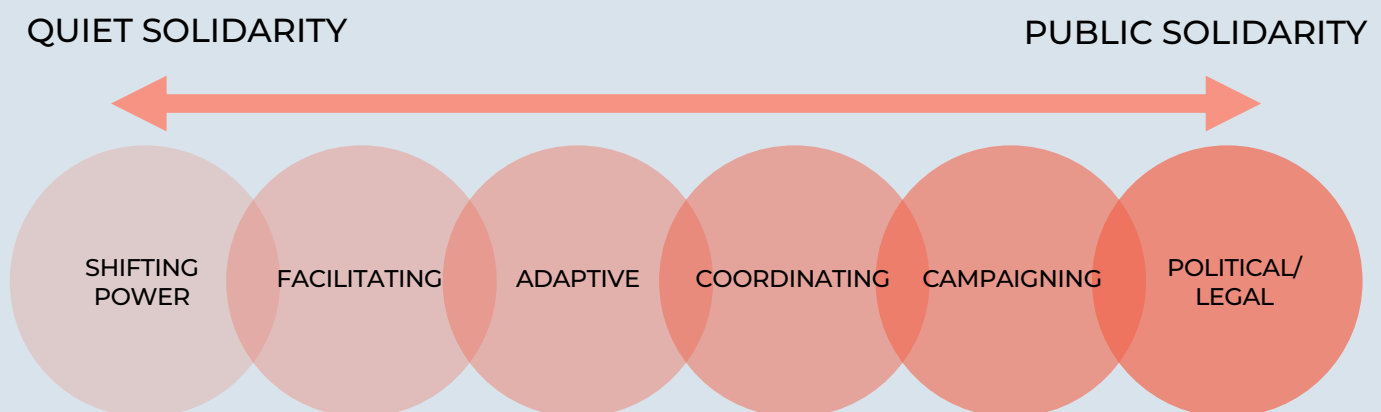 QUIET SOLIDARITY
PUBLIC SOLIDARITY
SHIFTING
POWER
FACILITATING
ADAPTIVE
COORDINATING
CAMPAIGNING
POLITICAL/
LEGAL